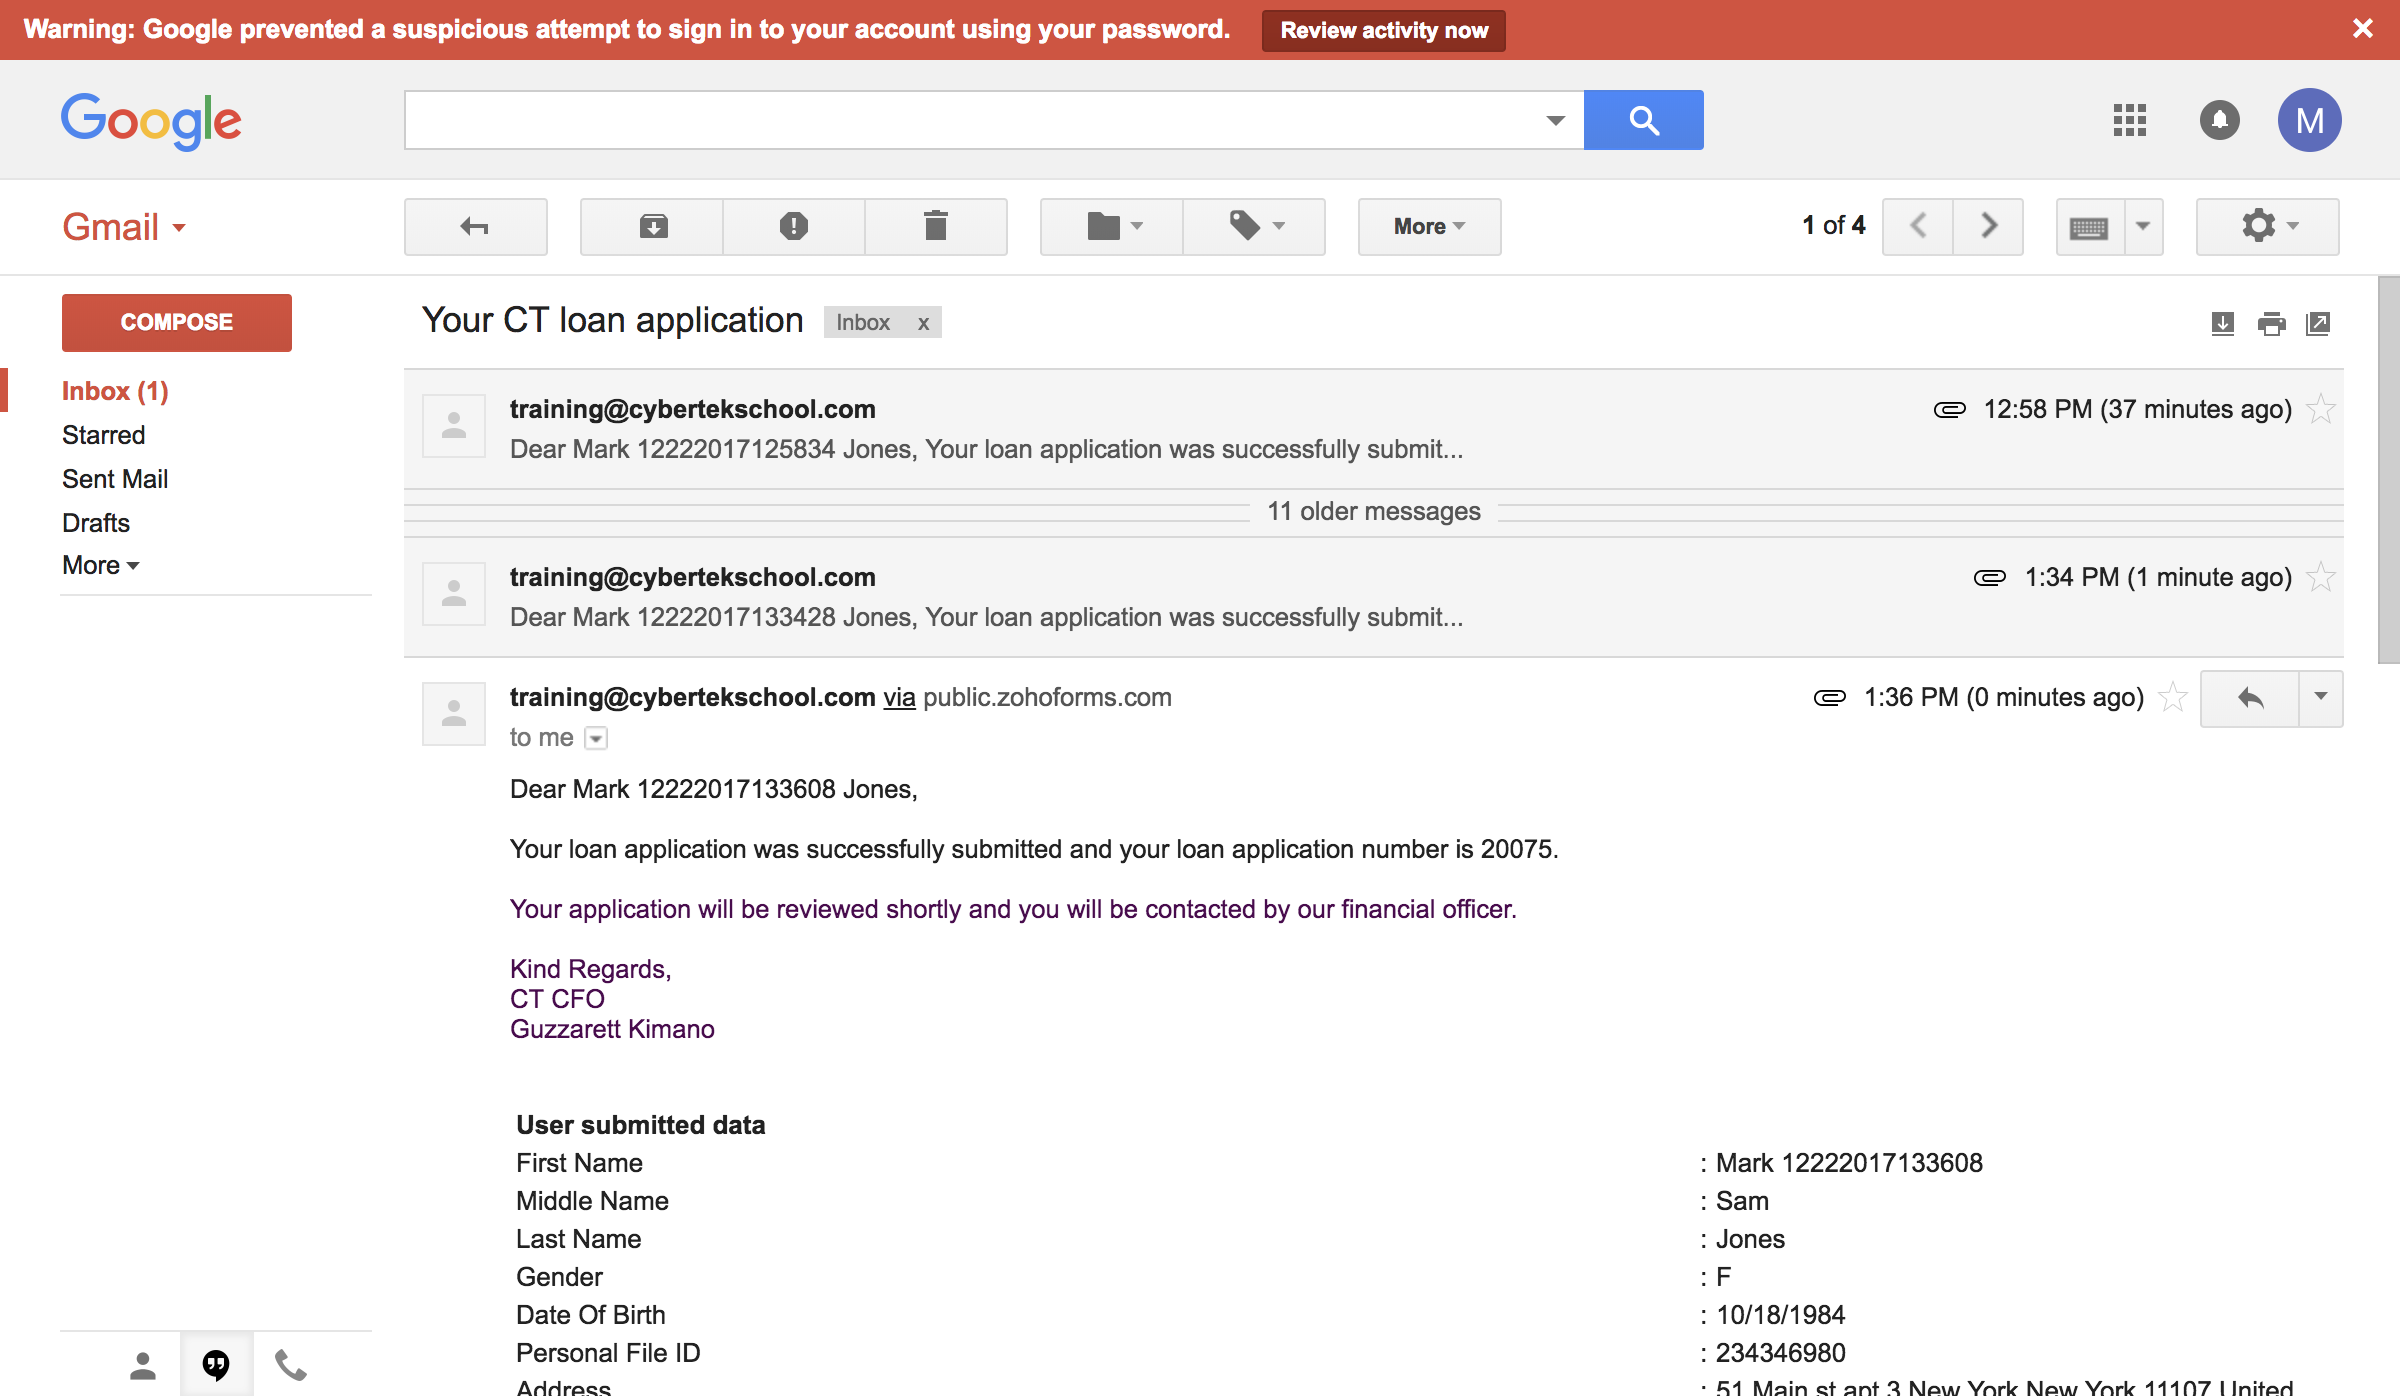 Warning: Google prevented a suspicious attempt to sign in to your account using your password. Review activity now
Google
M
Gmail
More
1 of 4
COMPOSE
Your CT loan application Inbox x
Inbox (1)
Starred
Sent Mail
Drafts
More
training@cybertekschool.com 12:58 PM (37 minutes ago)
Dear Mark 12222017125834 Jones, Your loan application was successfully submit...
11 older messages
training@cybertekschool.com 1:34 PM (1 minute ago)
Dear Mark 12222017133428 Jones, Your loan application was successfully submit...
training@cybertekschool.com via public.zohoforms.com 1:36 PM (0 minutes ago)
to me
Dear Mark 12222017133608 Jones,
Your loan application was successfully submitted and your loan application number is 20075.
Your application will be reviewed shortly and you will be contacted by our financial officer.
Kind Regards,
CT CFO
Guzzarett Kimano
User submitted data
First Name : Mark 12222017133608
Middle Name : Sam
Last Name : Jones
Gender : F
Date Of Birth : 10/18/1984
Personal File ID : 234346980
Address : 51 Main st apt 3 New York New York 11107 United